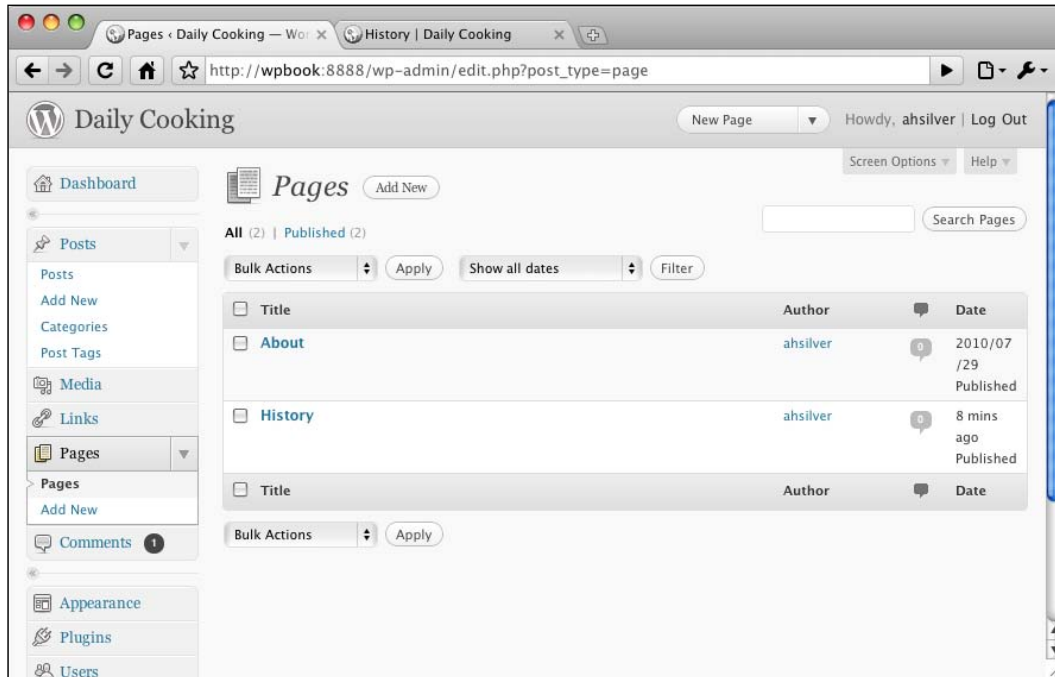 Pages ‹ Daily Cooking — Wor
History | Daily Cooking
http://wpbook:8888/wp-admin/edit.php?post_type=page
Daily Cooking
New Page
Howdy, ahsilver | Log Out
Screen Options
Help
Dashboard
Posts
Posts
Add New
Categories
Post Tags
Media
Links
Pages
Pages
Add New
Comments 1
Appearance
Plugins
Users
Pages Add New
All (2) | Published (2)
Search Pages
Bulk Actions Apply Show all dates Filter
Title Author Date
About ahsilver 0 2010/07
/29
Published
History ahsilver 0 8 mins
ago
Published
Title Author Date
Bulk Actions Apply